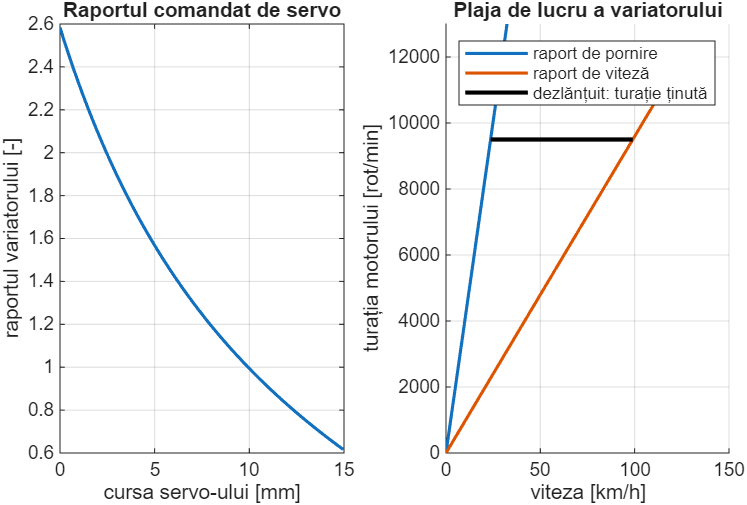 Raportul comandat de servo
raportul variatorului [-]
2.6
2.4
2.2
2
1.8
1.6
1.4
1.2
1
0.8
0.6
0
5
10
15
cursa servo-ului [mm]
Plaja de lucru a variatorului
turația motorului [rot/min]
12000
10000
8000
6000
4000
2000
0
raport de pornire
raport de viteză
dezlănțuit: turație ținută
0
50
100
150
viteza [km/h]